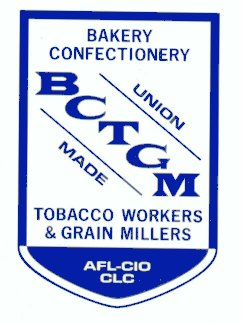 BAKERY
CONFECTIONERY
BCTGM
UNION
MADE
TOBACCO WORKERS
& GRAIN MILLERS
AFL-CIO
CLC